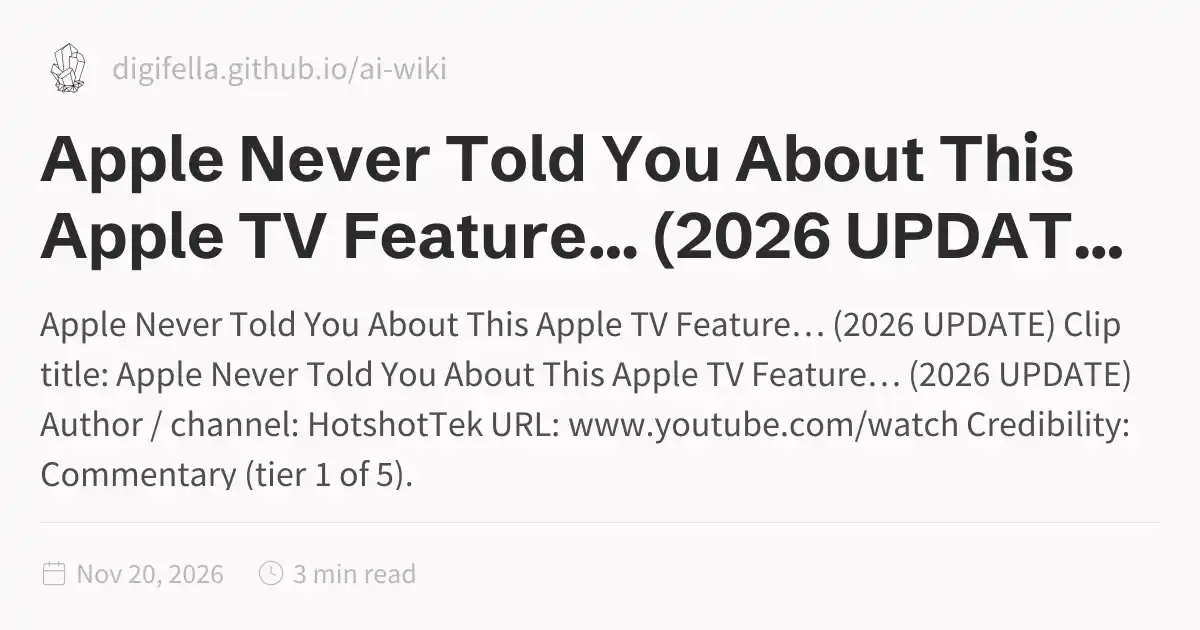 digifella.github.io/ai-wiki
Apple Never Told You About This
Apple TV Feature… (2026 UPDAT…
Apple Never Told You About This Apple TV Feature… (2026 UPDATE) Clip
title: Apple Never Told You About This Apple TV Feature… (2026 UPDATE)
Author / channel: HotshotTek URL: www.youtube.com/watch Credibility:
Commentary (tier 1 of 5).
Nov 20, 2026 3 min read